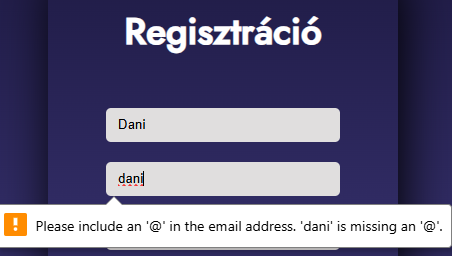 Regisztráció
Dani
dani
Please include an '@' in the email address. 'dani' is missing an '@'.